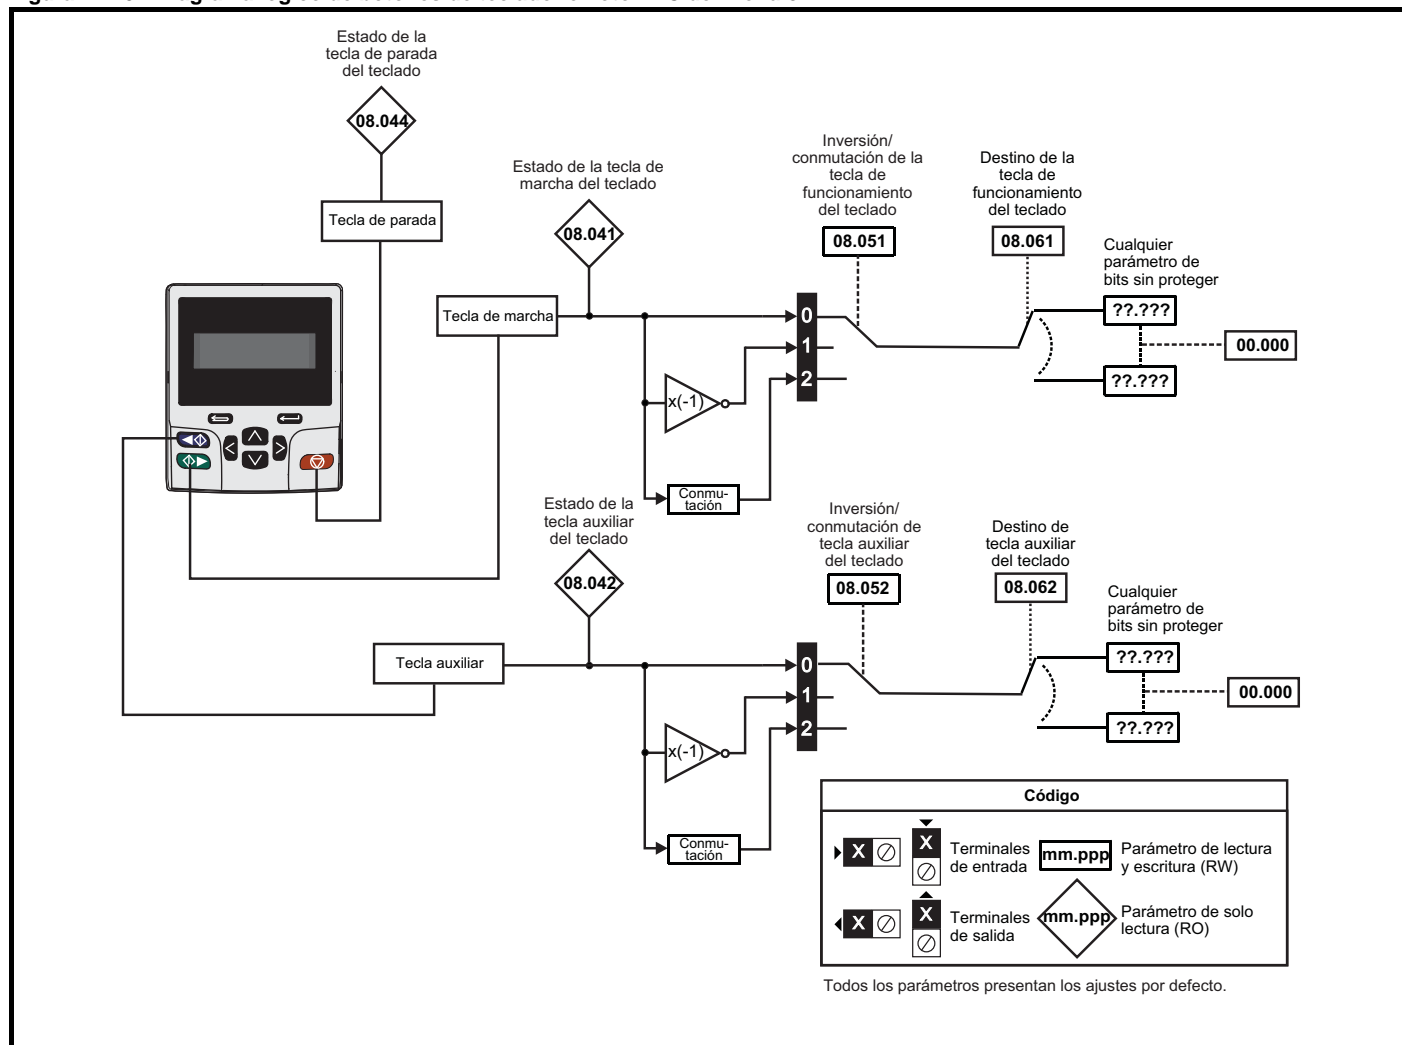 Estado de la
tecla de parada
del teclado
08.044
Tecla de parada
Estado de la tecla de
marcha del teclado
08.041
Tecla de marcha
Inversión/
conmutación de la
tecla de
funcionamiento
del teclado
08.051
Destino de la
tecla de
funcionamiento
del teclado
08.061
Cualquier
parámetro de
bits sin proteger
??.???
??.???
00.000
0
1
2
x(-1)
Conmu-
tación
Estado de la
tecla auxiliar
del teclado
08.042
Tecla auxiliar
Inversión/
conmutación de
tecla auxiliar
del teclado
08.052
Destino de
tecla auxiliar
del teclado
08.062
Cualquier
parámetro de
bits sin proteger
??.???
??.???
00.000
0
1
2
x(-1)
Conmu-
tación
Código
X
X
Terminales
de entrada
mm.ppp
Parámetro de lectura
y escritura (RW)
X
X
Terminales
de salida
mm.ppp
Parámetro de solo
lectura (RO)
Todos los parámetros presentan los ajustes por defecto.